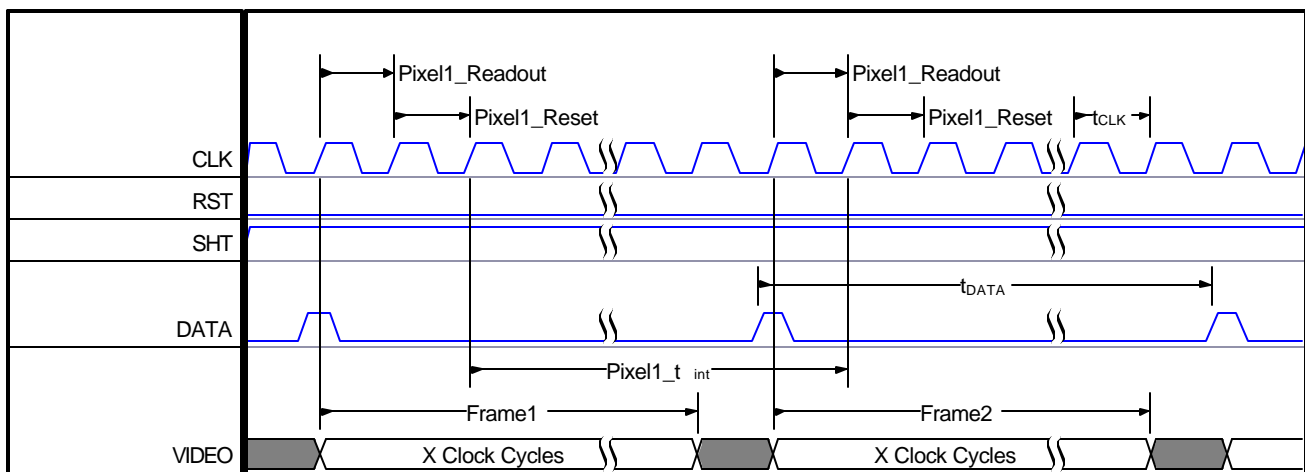 Pixel1_Readout Pixel1_Readout
Pixel1_Reset Pixel1_Reset tCLK
CLK
RST
SHT
tDATA
DATA
Pixel1_t int
Frame1 Frame2
VIDEO X Clock Cycles X Clock Cycles